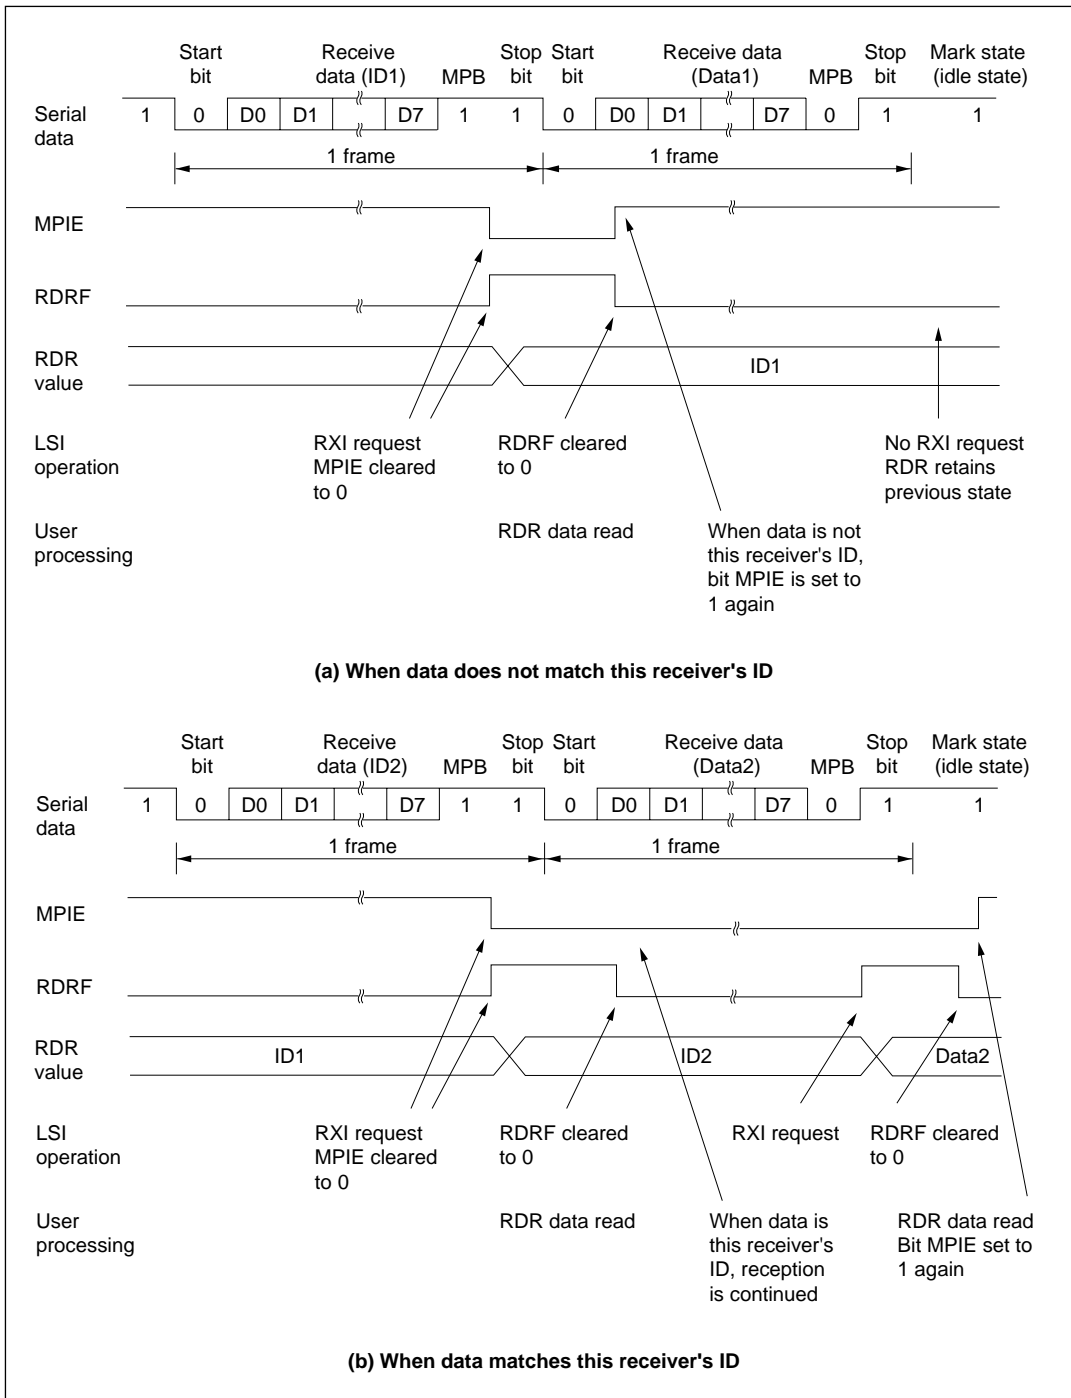 Start Receive Stop Start Receive data Stop Mark state
bit data (ID1) MPB bit bit (Data1) MPB bit (idle state)
Serial 1 0 D0 D1 D7 1 1 0 D0 D1 D7 0 1 1
data
1 frame 1 frame
MPIE
RDRF
RDR
value ID1
LSI RXI request RDRF cleared No RXI request
operation MPIE cleared to 0 RDR retains
to 0 previous state
User RDR data read When data is not
processing this receiver's ID,
bit MPIE is set to
1 again
(a) When data does not match this receiver's ID
Start Receive Stop Start Receive data Stop Mark state
bit data (ID2) MPB bit bit (Data2) MPB bit (idle state)
Serial 1 0 D0 D1 D7 1 1 0 D0 D1 D7 0 1 1
data
1 frame 1 frame
MPIE
RDRF
RDR ID1 ID2 Data2
value
LSI RXI request RDRF cleared RXI request RDRF cleared
operation MPIE cleared to 0 to 0
to 0
User RDR data read When data is RDR data read
processing this receiver's Bit MPIE set to
ID, reception 1 again
is continued
(b) When data matches this receiver's ID